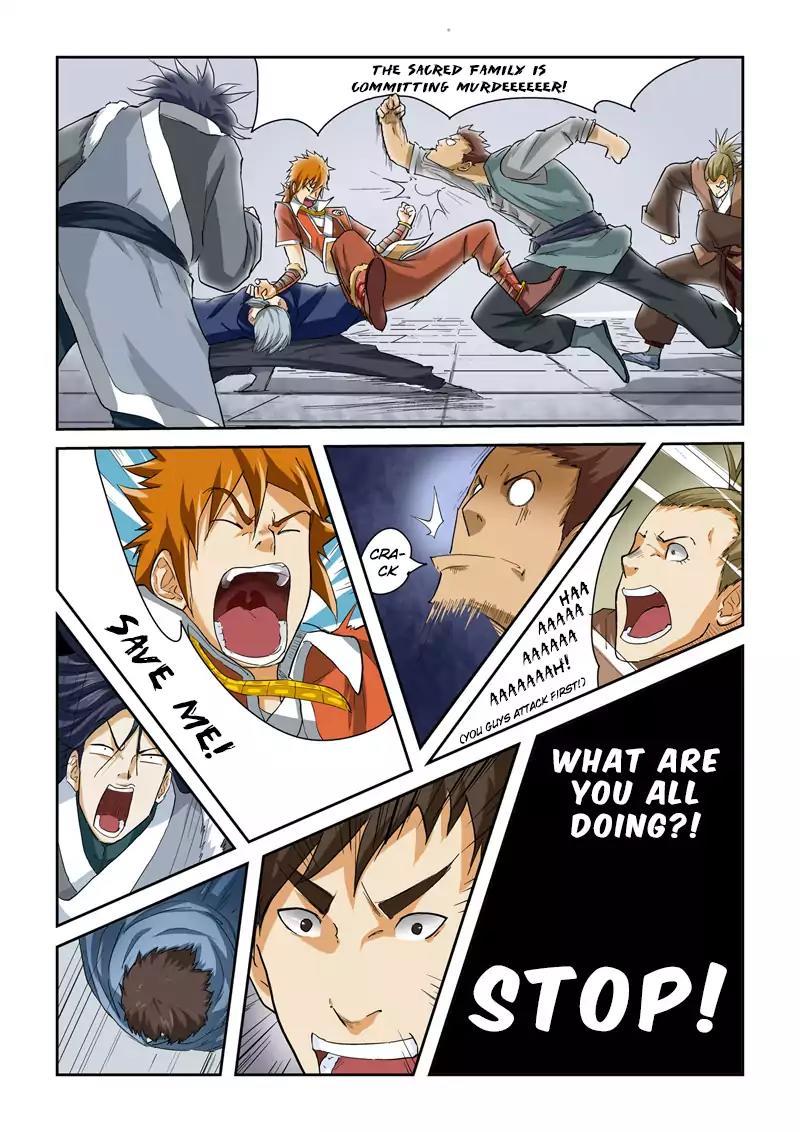 THE SACRED FAMILY IS
COMMITTING MURDEEEEEER!
SAVE ME!
CRA-
CK
HAA
AAAAA
AAAAAA
AAAAAAAH!
(YOU GUYS ATTACK FIRST!)
WHAT ARE
YOU ALL
DOING?!
STOP!